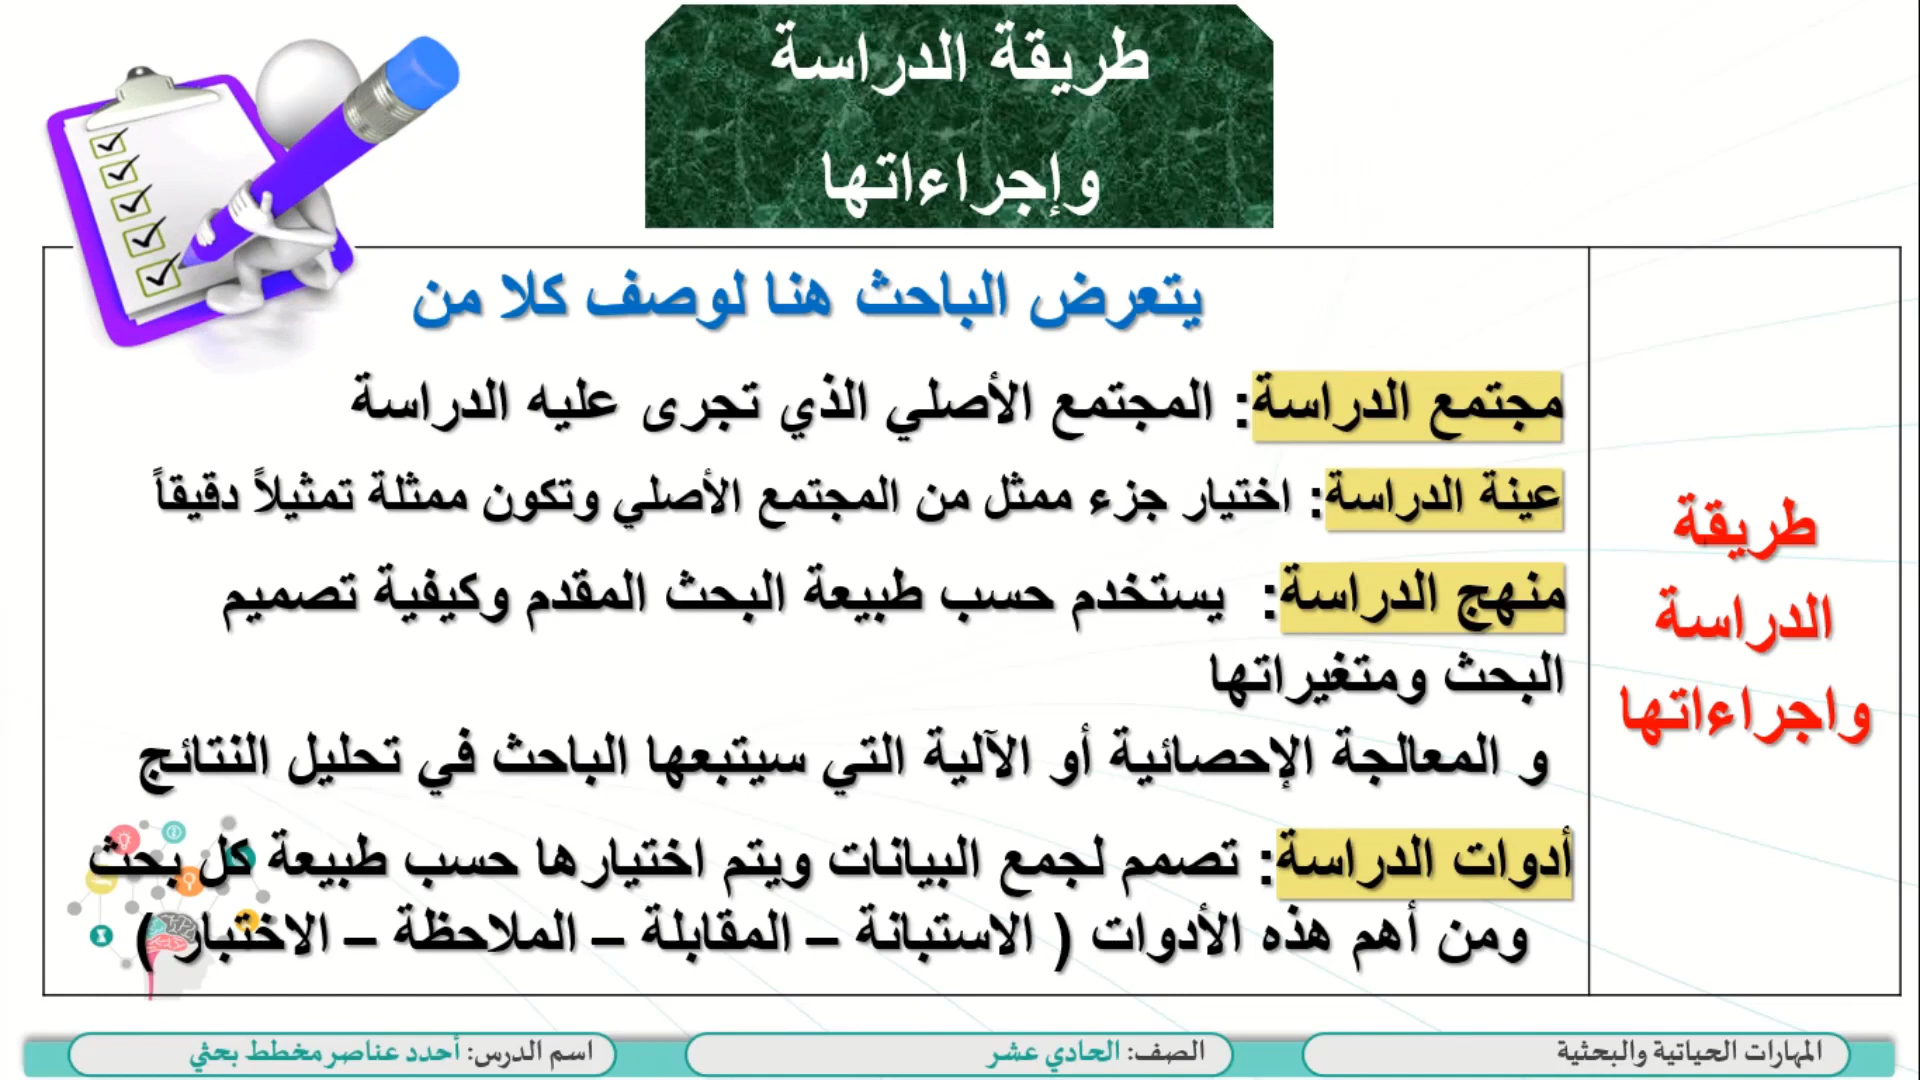 طريقة الدراسة
وإجراءاتها
طريقة
الدراسة
واجراءاتها
يتعرض الباحث هنا لوصف كلا من
مجتمع الدراسة: المجتمع الأصلي الذي تجرى عليه الدراسة
عينة الدراسة: اختيار جزء ممثل من المجتمع الأصلي وتكون ممثلة تمثيلاً دقيقاً
منهج الدراسة: يستخدم حسب طبيعة البحث المقدم وكيفية تصميم
البحث ومتغيراتها
و المعالجة الإحصائية أو الآلية التي سيتبعها الباحث في تحليل النتائج
أدوات الدراسة: تصمم لجمع البيانات ويتم اختيارها حسب طبيعة كل بحث
ومن أهم هذه الأدوات ( الاستبانة – المقابلة – الملاحظة – الاختبار )
المهارات الحياتية والبحثية
الصف: الحادي عشر
اسم الدرس: أحدد عناصر مخطط بحثي